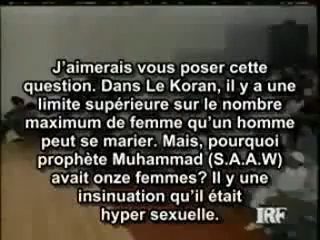 J'aimerais vous poser cette
question. Dans Le Koran, il y a une
limite supérieure sur le nombre
maximum de femme qu'un homme
peut se marier. Mais, pourquoi
prophète Muhammad (S.A.A.W)
avait onze femmes? Il y une
insinuation qu'il était
hyper sexuelle.
IRF